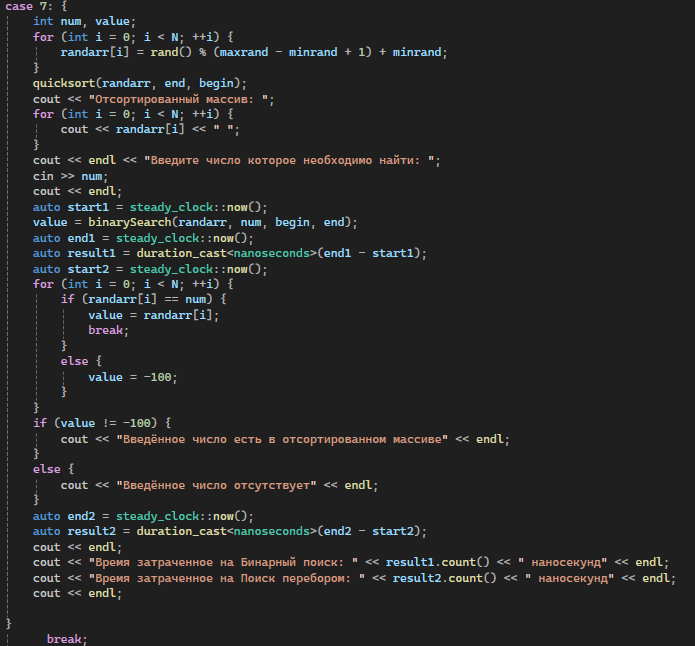 case 7: {
int num, value;
for (int i = 0; i < N; ++i) {
randarr[i] = rand() % (maxrand - minrand + 1) + minrand;
}
quicksort(randarr, end, begin);
cout << "Отсортированный массив: ";
for (int i = 0; i < N; ++i) {
cout << randarr[i] << " ";
}
cout << endl << "Введите число которое необходимо найти: ";
cin >> num;
cout << endl;
auto start1 = steady_clock::now();
value = binarySearch(randarr, num, begin, end);
auto end1 = steady_clock::now();
auto result1 = duration_cast<nanoseconds>(end1 - start1);
auto start2 = steady_clock::now();
for (int i = 0; i < N; ++i) {
if (randarr[i] == num) {
value = randarr[i];
break;
}
else {
value = -100;
}
}
if (value != -100) {
cout << "Введённое число есть в отсортированном массиве" << endl;
}
else {
cout << "Введённое число отсутствует" << endl;
}
auto end2 = steady_clock::now();
auto result2 = duration_cast<nanoseconds>(end2 - start2);
cout << endl;
cout << "Время затраченное на Бинарный поиск: " << result1.count() << " наносекунд" << endl;
cout << "Время затраченное на Поиск перебором: " << result2.count() << " наносекунд" << endl;
cout << endl;
}
break;